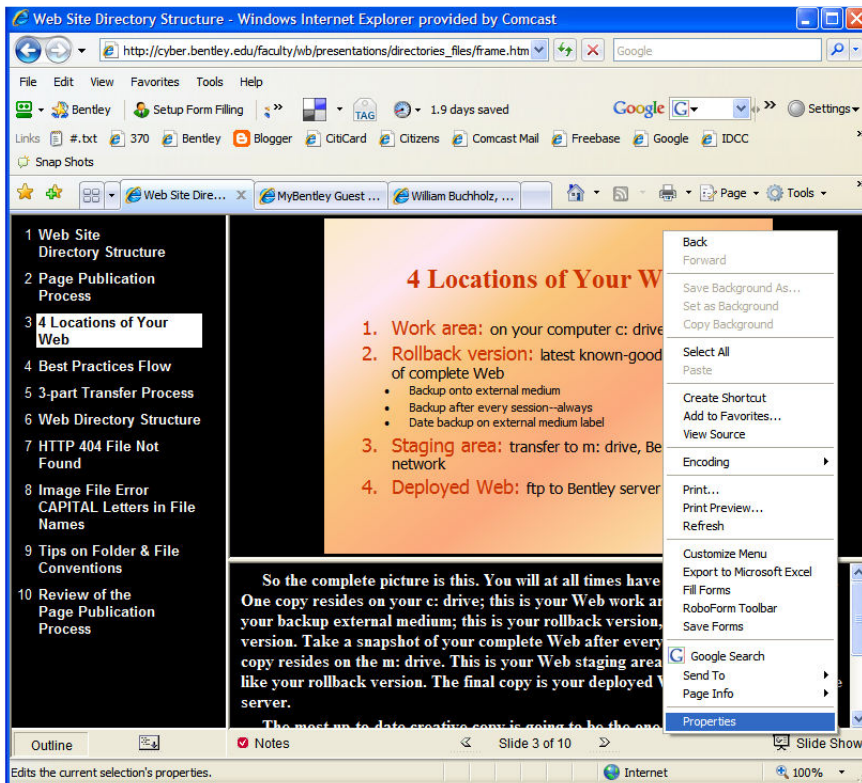 Web Site Directory Structure - Windows Internet Explorer provided by Comcast
http://cyber.bentley.edu/faculty/wb/presentations/directories_files/frame.htm
Google
File Edit View Favorites Tools Help
Bentley Setup Form Filling TAG 1.9 days saved Google G Settings
Links #.txt 370 Bentley Blogger CitiCard Citizens Comcast Mail Freebase Google IDCC
Snap Shots
Web Site Dire... X MyBentley Guest ... William Buchholz, ... Page Tools
1 Web Site
Directory Structure
2 Page Publication
Process
3 4 Locations of Your
Web
4 Best Practices Flow
5 3-part Transfer Process
6 Web Directory Structure
7 HTTP 404 File Not
Found
8 Image File Error
CAPITAL Letters in File
Names
9 Tips on Folder & File
Conventions
10 Review of the
Page Publication
Process
4 Locations of Your W
1. Work area: on your computer c: drive
2. Rollback version: latest known-good
of complete Web
• Backup onto external medium
• Backup after every session--always
• Date backup on external medium label
3. Staging area: transfer to m: drive, Be
network
4. Deployed Web: ftp to Bentley server
So the complete picture is this. You will at all times have
One copy resides on your c: drive; this is your Web work ar
your backup external medium; this is your rollback version,
version. Take a snapshot of your complete Web after every
copy resides on the m: drive. This is your Web staging area
like your rollback version. The final copy is your deployed e
server.
The most up-to-date creative copy is going to be the one
Back
Forward
Save Background As...
Set as Background
Copy Background
Select All
Paste
Create Shortcut
Add to Favorites...
View Source
Encoding
Print...
Print Preview...
Refresh
Customize Menu
Export to Microsoft Excel
Fill Forms
RoboForm Toolbar
Save Forms
G Google Search
Send To
Page Info
Properties
Outline Notes Slide 3 of 10 Slide Show
Edits the current selection's properties. Internet 100%